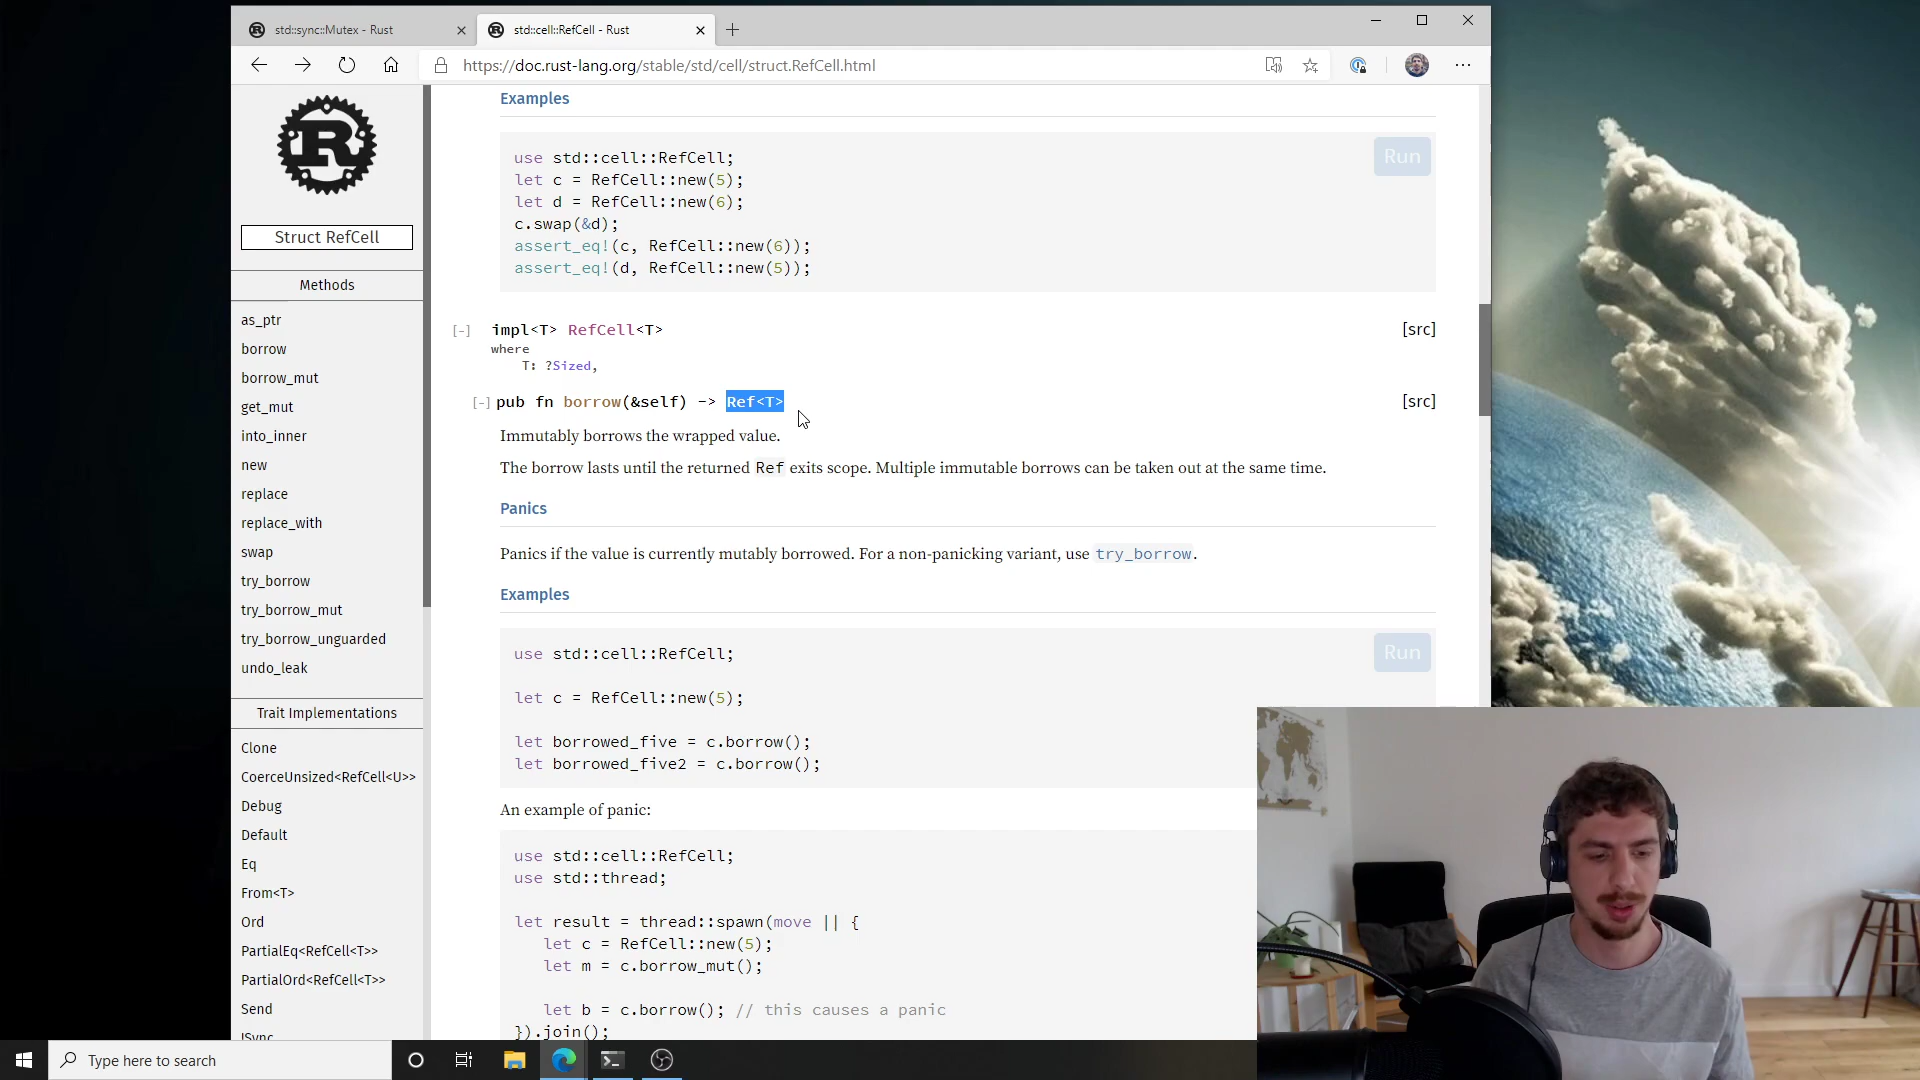 std::sync::Mutex - Rust
std::cell::RefCell - Rust
https://doc.rust-lang.org/stable/std/cell/struct.RefCell.html
R
Struct RefCell
Methods
as_ptr
borrow
borrow_mut
get_mut
into_inner
new
replace
replace_with
swap
try_borrow
try_borrow_mut
try_borrow_unguarded
undo_leak
Trait Implementations
Clone
CoerceUnsized<RefCell<U>>
Debug
Default
Eq
From<T>
Ord
PartialEq<RefCell<T>>
PartialOrd<RefCell<T>>
Send
!Sync
Examples
Run
use std::cell::RefCell;
let c = RefCell::new(5);
let d = RefCell::new(6);
c.swap(&d);
assert_eq!(c, RefCell::new(6));
assert_eq!(d, RefCell::new(5));
[-] impl<T> RefCell<T> [src]
where
T: ?Sized,
[-] pub fn borrow(&self) -> Ref<T> [src]
Immutably borrows the wrapped value.
The borrow lasts until the returned Ref exits scope. Multiple immutable borrows can be taken out at the same time.
Panics
Panics if the value is currently mutably borrowed. For a non-panicking variant, use try_borrow.
Examples
Run
use std::cell::RefCell;
let c = RefCell::new(5);
let borrowed_five = c.borrow();
let borrowed_five2 = c.borrow();
An example of panic:
use std::cell::RefCell;
use std::thread;
let result = thread::spawn(move || {
let c = RefCell::new(5);
let m = c.borrow_mut();
let b = c.borrow(); // this causes a panic
}).join();
Type here to search